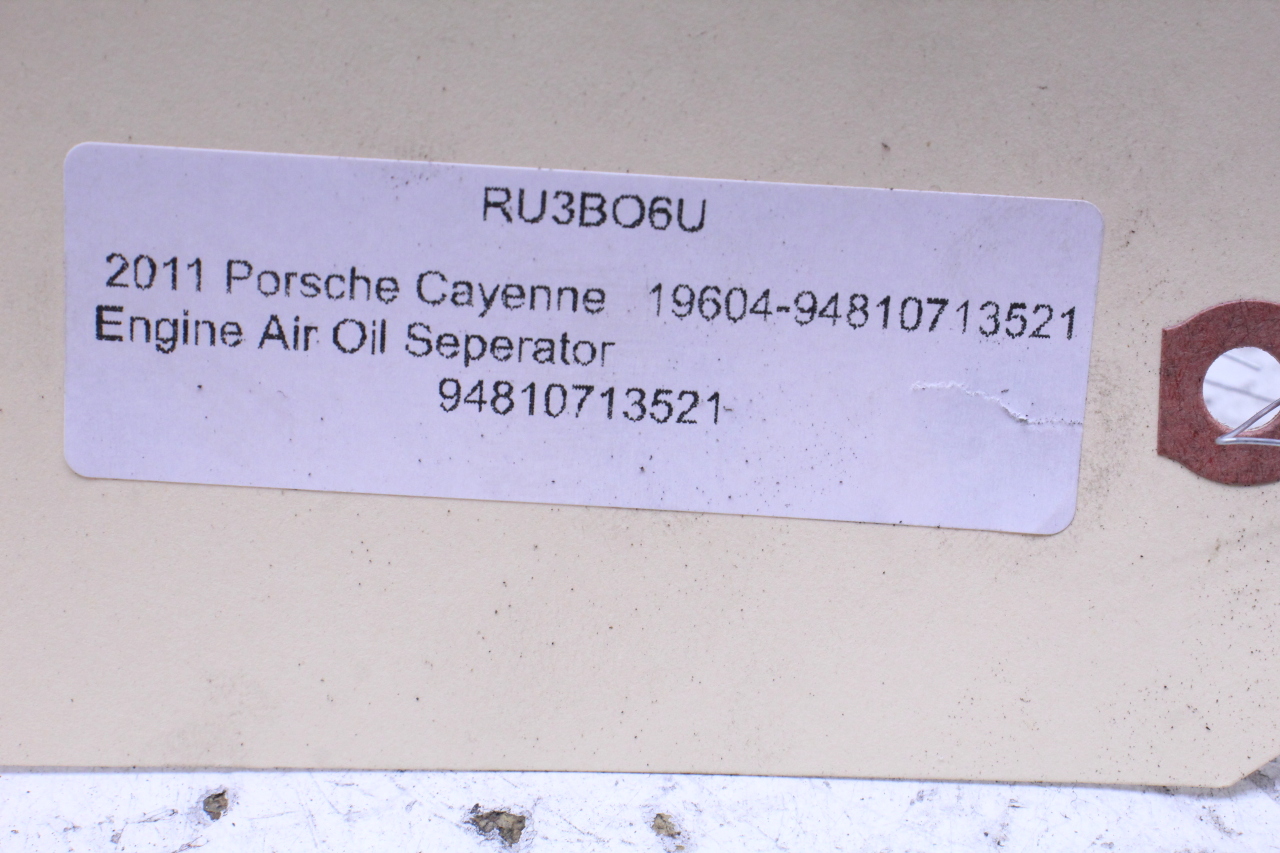 RU3BO6U
2011 Porsche Cayenne 19604-94810713521
Engine Air Oil Seperator
94810713521